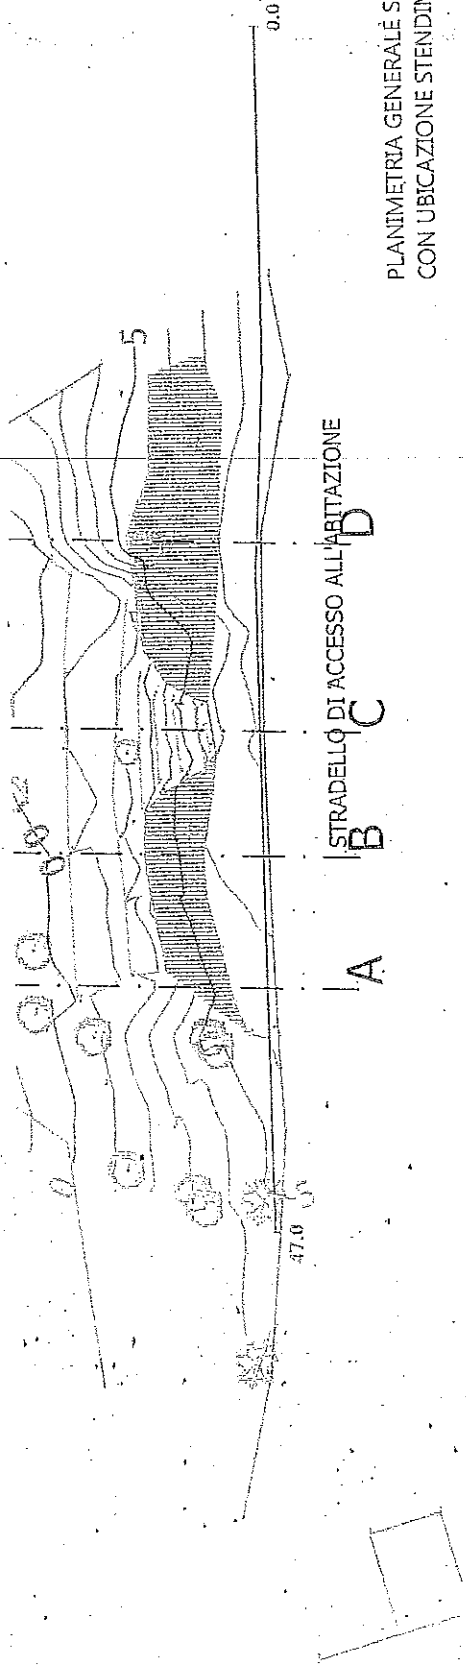 PLANIMETRIA GENERALE S
CON UBICAZIONE STENDIN
STRADELLO DI ACCESSO ALL'ABITAZIONE
A
B
C
D
5
0.0
47.0